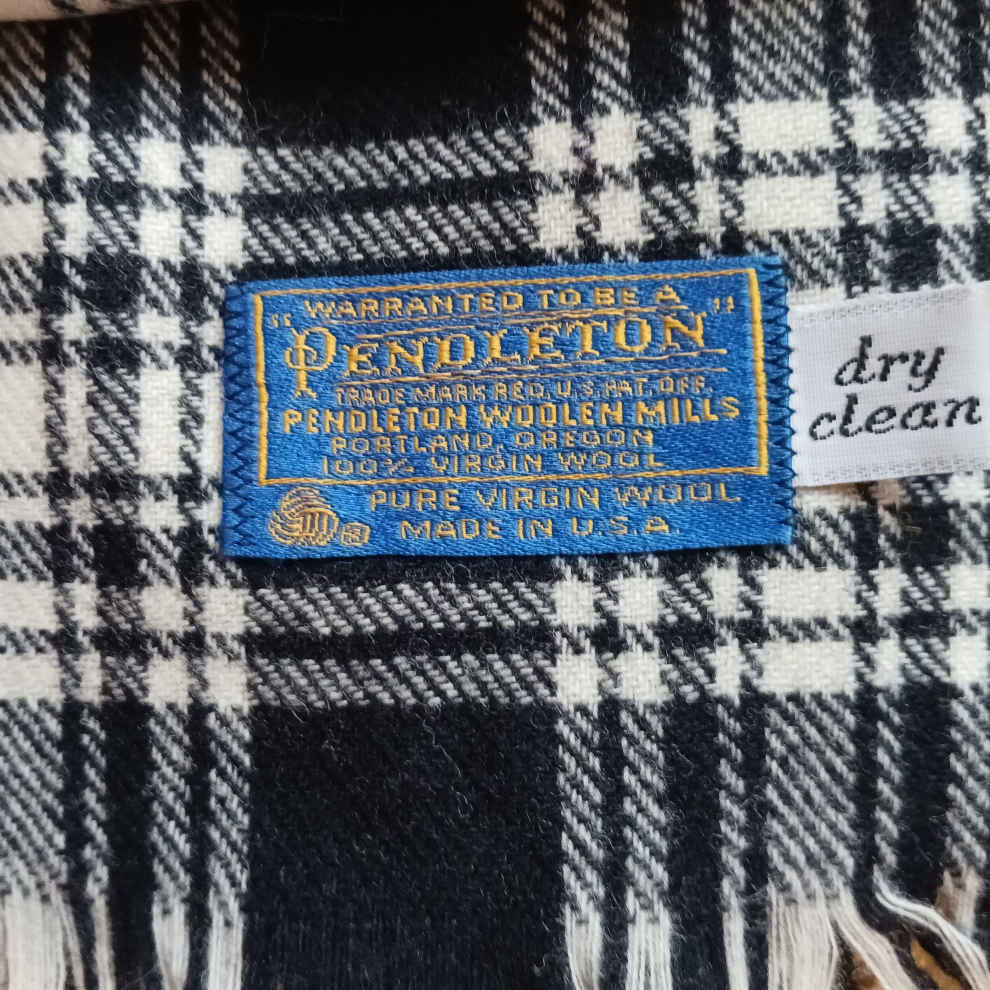 WARRANTED TO BE A
"PENDLETON"
TRADE MARK REG. U.S. PAT. OFF.
PENDLETON WOOLEN MILLS
PORTLAND, OREGON
100% VIRGIN WOOL
PURE VIRGIN WOOL
MADE IN U.S.A.
dry
clean